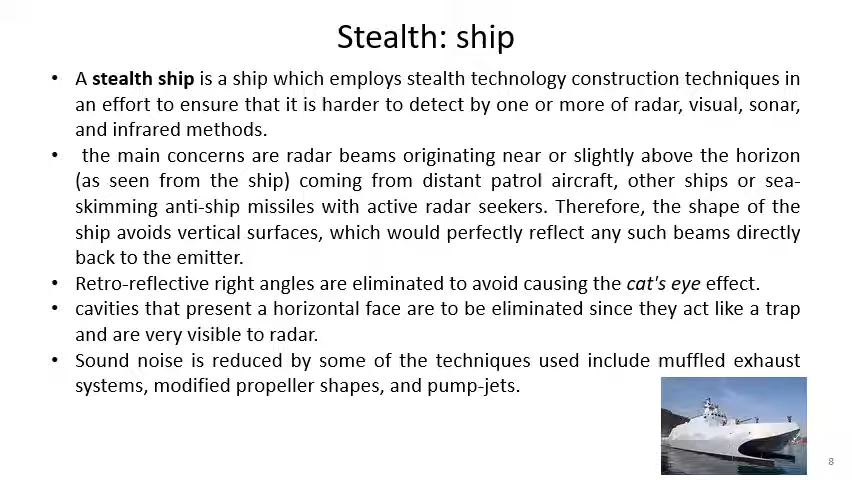 Stealth: ship
• A stealth ship is a ship which employs stealth technology construction techniques in
an effort to ensure that it is harder to detect by one or more of radar, visual, sonar,
and infrared methods.
• the main concerns are radar beams originating near or slightly above the horizon
(as seen from the ship) coming from distant patrol aircraft, other ships or sea-
skimming anti-ship missiles with active radar seekers. Therefore, the shape of the
ship avoids vertical surfaces, which would perfectly reflect any such beams directly
back to the emitter.
• Retro-reflective right angles are eliminated to avoid causing the cat's eye effect.
• cavities that present a horizontal face are to be eliminated since they act like a trap
and are very visible to radar.
• Sound noise is reduced by some of the techniques used include muffled exhaust
systems, modified propeller shapes, and pump-jets.
8